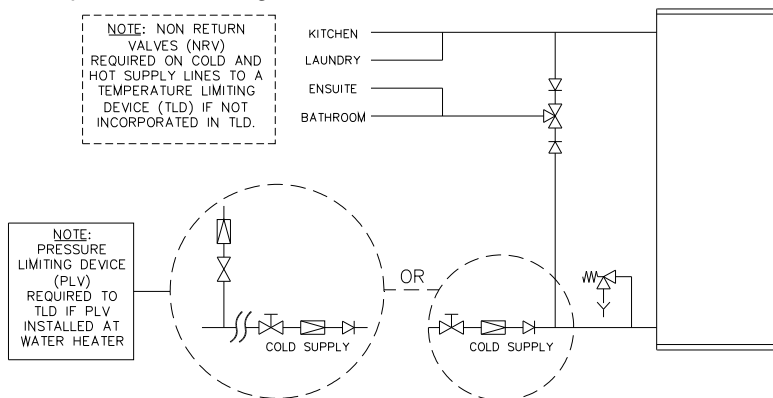 NOTE: NON RETURN
VALVES (NRV)
REQUIRED ON COLD AND
HOT SUPPLY LINES TO A
TEMPERATURE LIMITING
DEVICE (TLD) IF NOT
INCORPORATED IN TLD.
KITCHEN
LAUNDRY
ENSUITE
BATHROOM
NOTE:
PRESSURE
LIMITING DEVICE
(PLV)
REQUIRED TO
TLD IF PLV
INSTALLED AT
WATER HEATER
OR
COLD SUPPLY
COLD SUPPLY